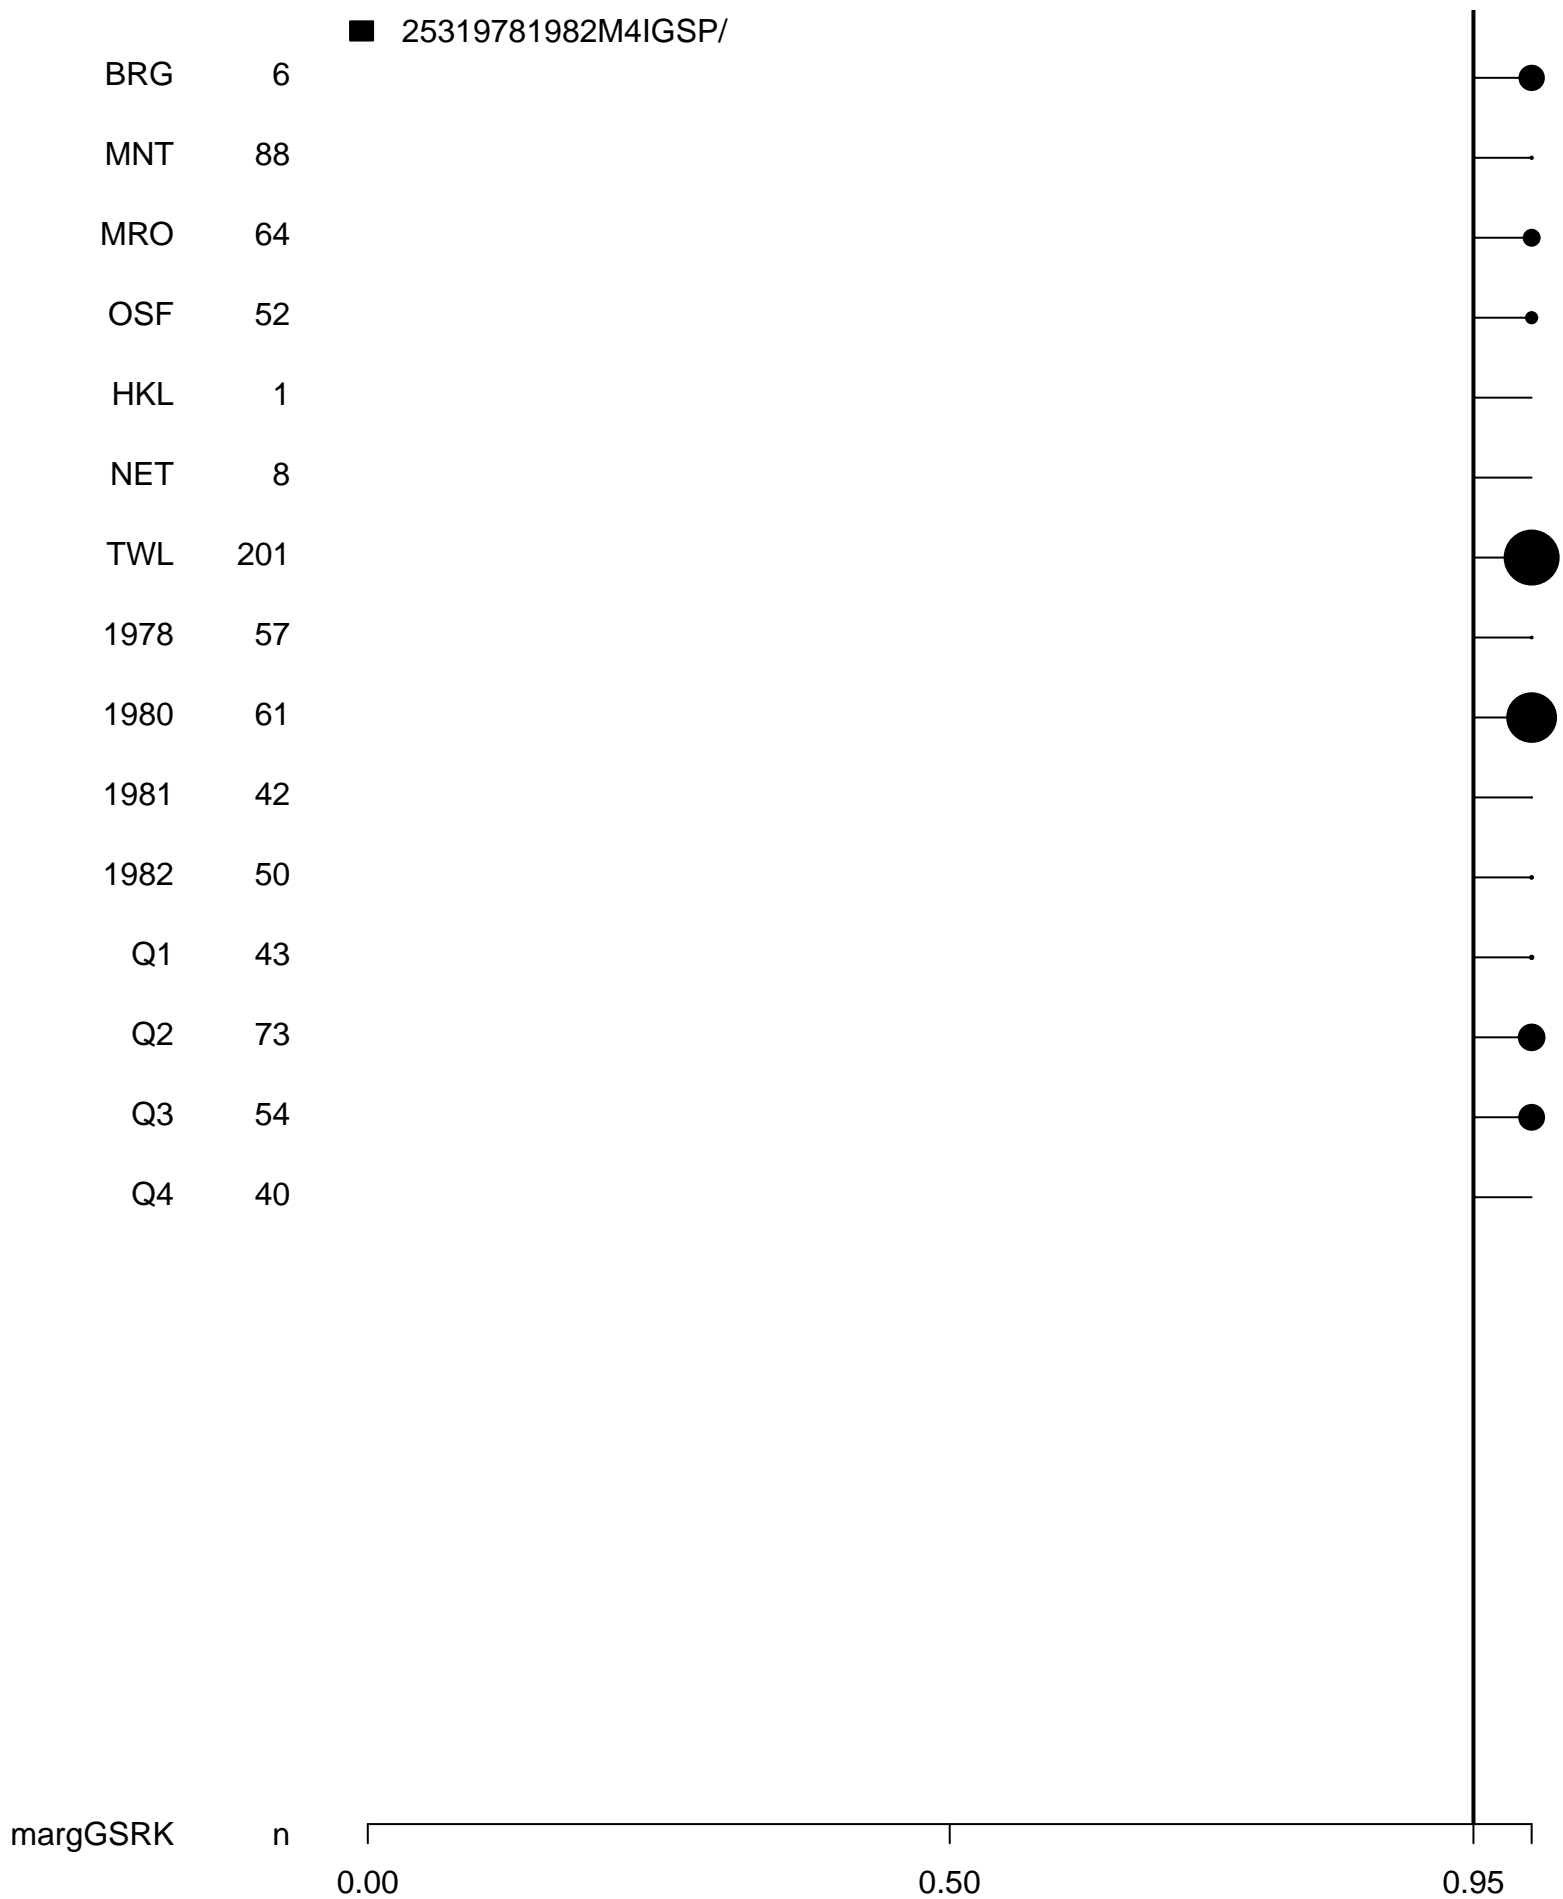 25319781982M4IGSP/
BRG 6
MNT 88
MRO 64
OSF 52
HKL 1
NET 8
TWL 201
1978 57
1980 61
1981 42
1982 50
Q1 43
Q2 73
Q3 54
Q4 40
margGSRK n
0.00 0.50 0.95